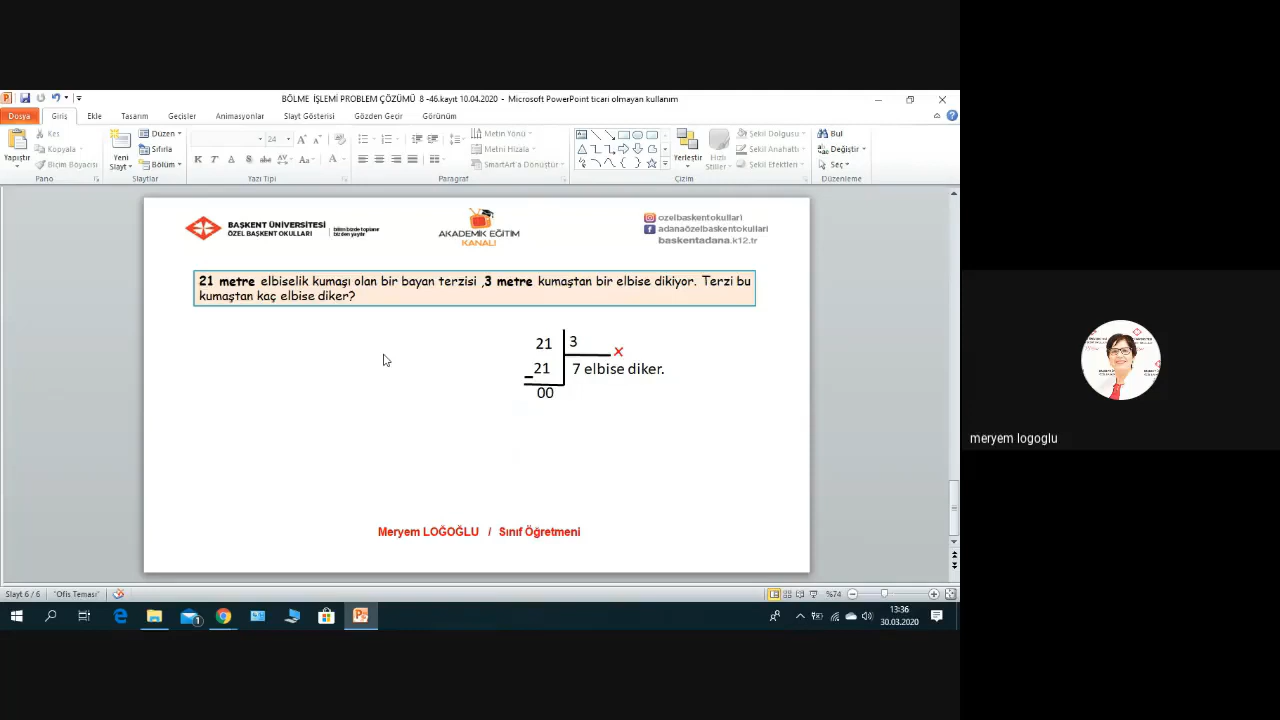 BÖLME İŞLEMİ PROBLEM ÇÖZÜMÜ 8 -46.kayıt 10.04.2020 - Microsoft PowerPoint ticari olmayan kullanım
Dosya Giriş Ekle Tasarım Geçişler Animasyonlar Slayt Gösterisi Gözden Geçir Görünüm
Yapıştır
Kes
Kopyala
Biçim Boyacısı
Pano
Yeni
Slayt
Düzen
Sıfırla
Bölüm
Slaytlar
24
K T A S abc AV Aa A
Yazı Tipi
Metin Yönü
Metni Hizala
SmartArt'a Dönüştür
Paragraf
Yerleştir
Hızlı
Stiller
Şekil Dolgusu
Şekil Anahattı
Şekil Efektleri
Çizim
Bul
Değiştir
Seç
Düzenleme
BAŞKENT ÜNİVERSİTESİ
ÖZEL BAŞKENT OKULLARI
AKADEMİK EĞİTİM
KANALI
ozelbaskentokullari
adanaözelbaskentokullari
baskentadana.k12.tr
21 metre elbiselik kumaşı olan bir bayan terzisi ,3 metre kumaştan bir elbise dikiyor. Terzi bu
kumaştan kaç elbise diker?
21 3
x
21 7 elbise diker.
00
Meryem LOĞOĞLU / Sınıf Öğretmeni
meryem logoglu
Slayt 6 / 6 "Ofis Teması" %74
1
13:36
30.03.2020